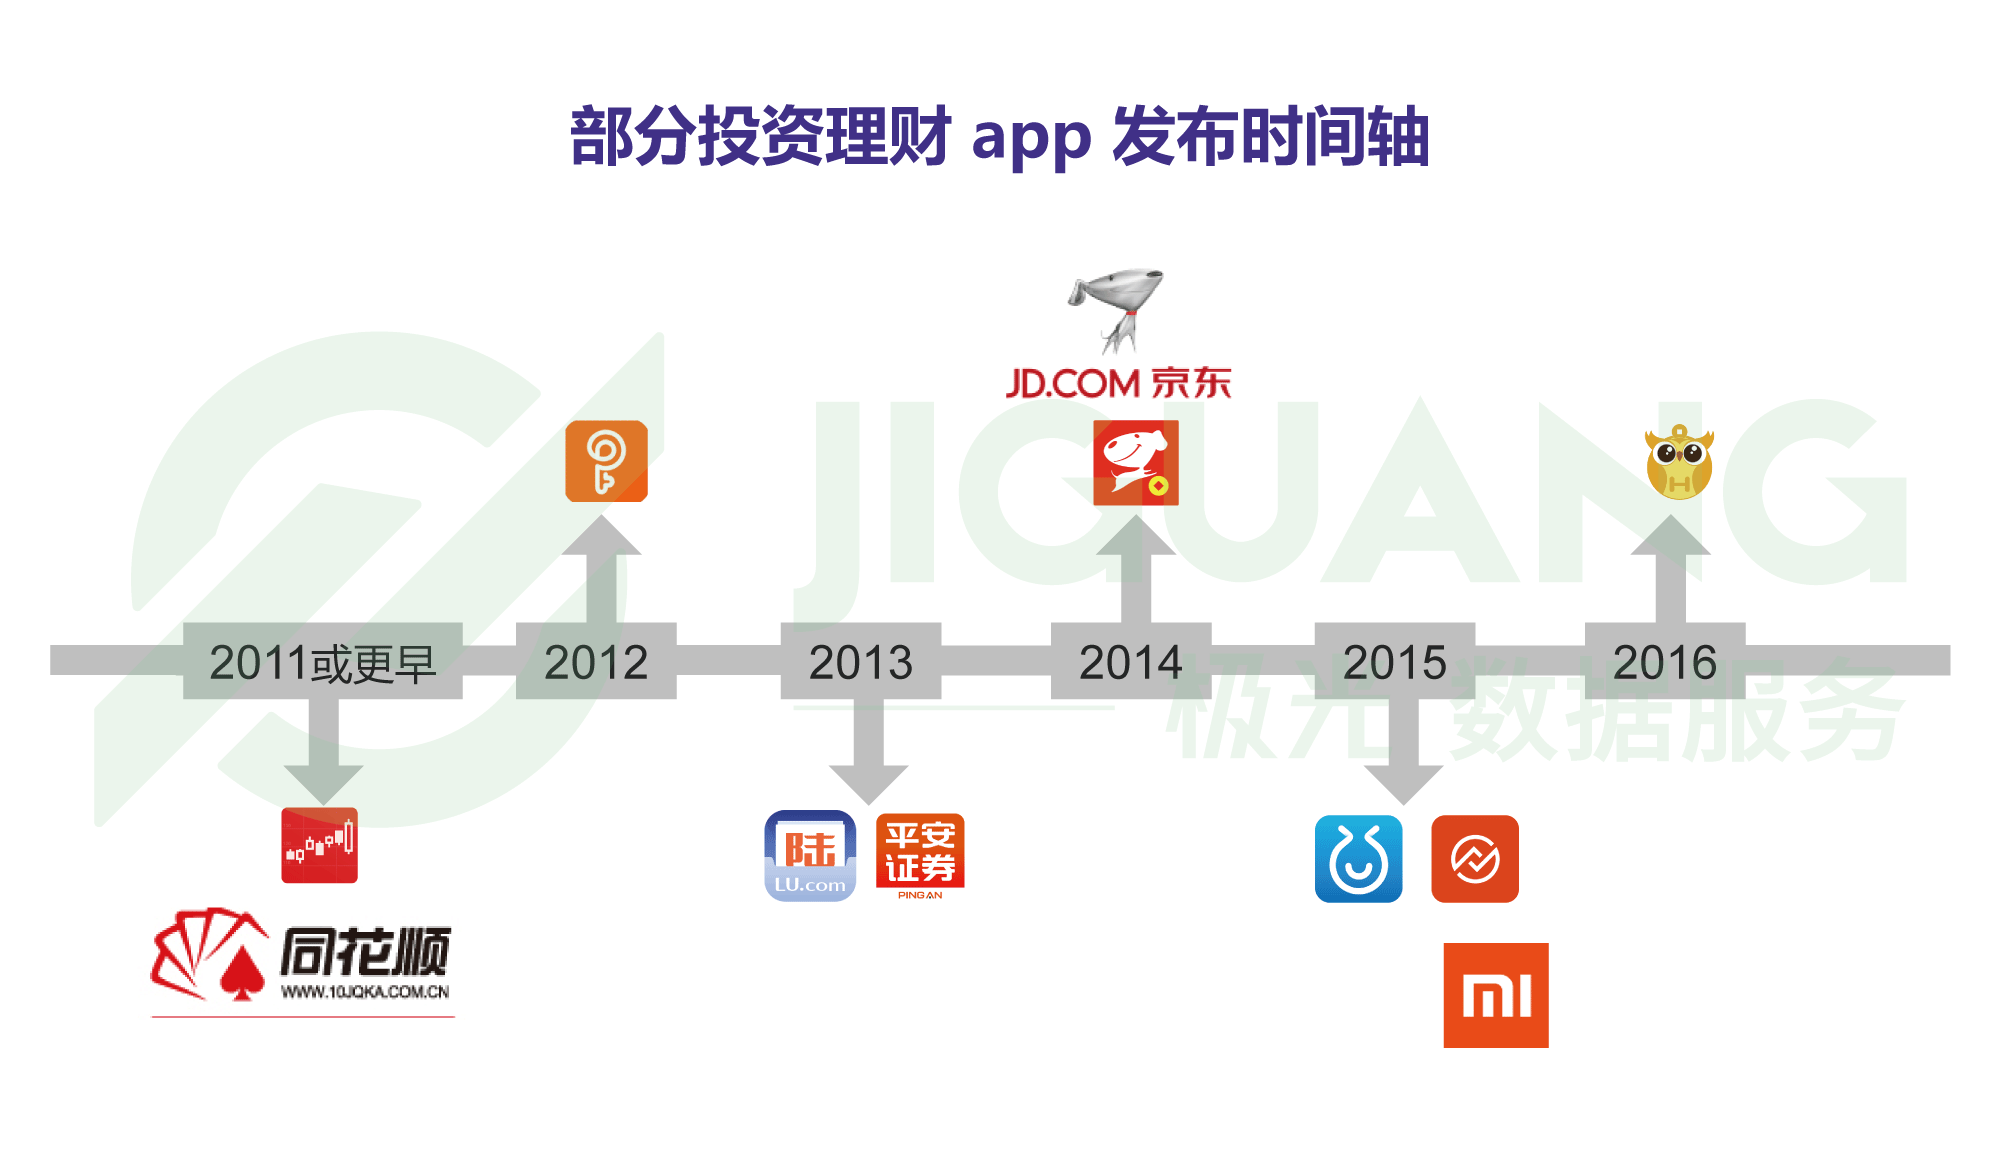 部分投资理财 app 发布时间轴
JD.COM 京东
JIGUANG
2011或更早
2012
2013
2014
2015
2016
极光 数据服务
陆
LU.com
平安
证券
PINGAN
同花顺
WWW.10JQKA.COM.CN
mi